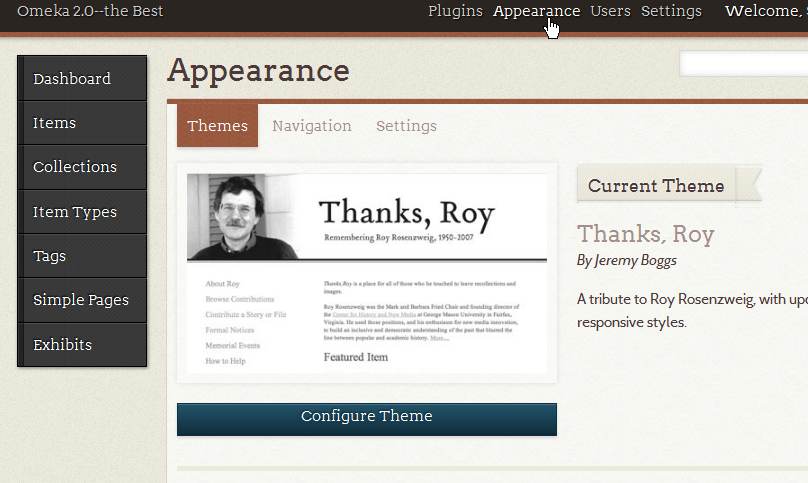 Omeka 2.0--the Best
Plugins Appearance Users Settings Welcome,
Appearance
Dashboard
Items
Collections
Item Types
Tags
Simple Pages
Exhibits
Themes Navigation Settings
Thanks, Roy
Remembering Roy Rosenzweig, 1950-2007
About Roy
Browse Contributions
Contribute a Story or File
Formal Notices
Memorial Events
How to Help
Thanks, Roy is a place for all of those who he touched to leave recollections and
images.
Roy Rosenzweig was the Mark and Barbara Fried Chair and founding director of
the Center for History and New Media at George Mason University in Fairfax,
Virginia. He used those positions, and his enthusiasm for new media innovation,
to build an inclusive and democratic understanding of the past that blurred the
line between popular and academic history. More...
Featured Item
Configure Theme
Current Theme
Thanks, Roy
By Jeremy Boggs
A tribute to Roy Rosenzweig, with upd
responsive styles.